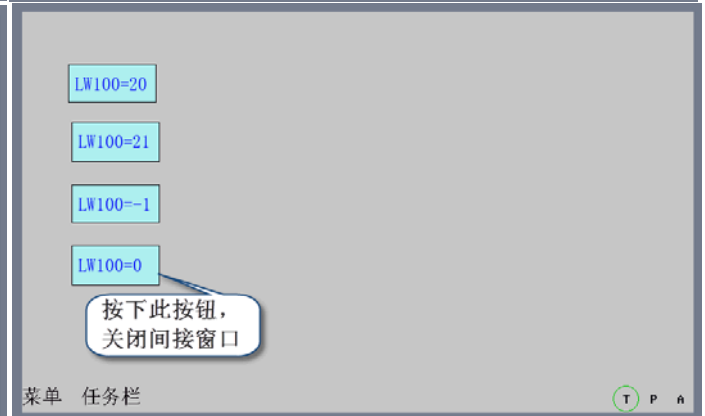 LW100=20
LW100=21
LW100=-1
LW100=0
按下此按钮，
关闭间接窗口
菜单 任务栏
T P A